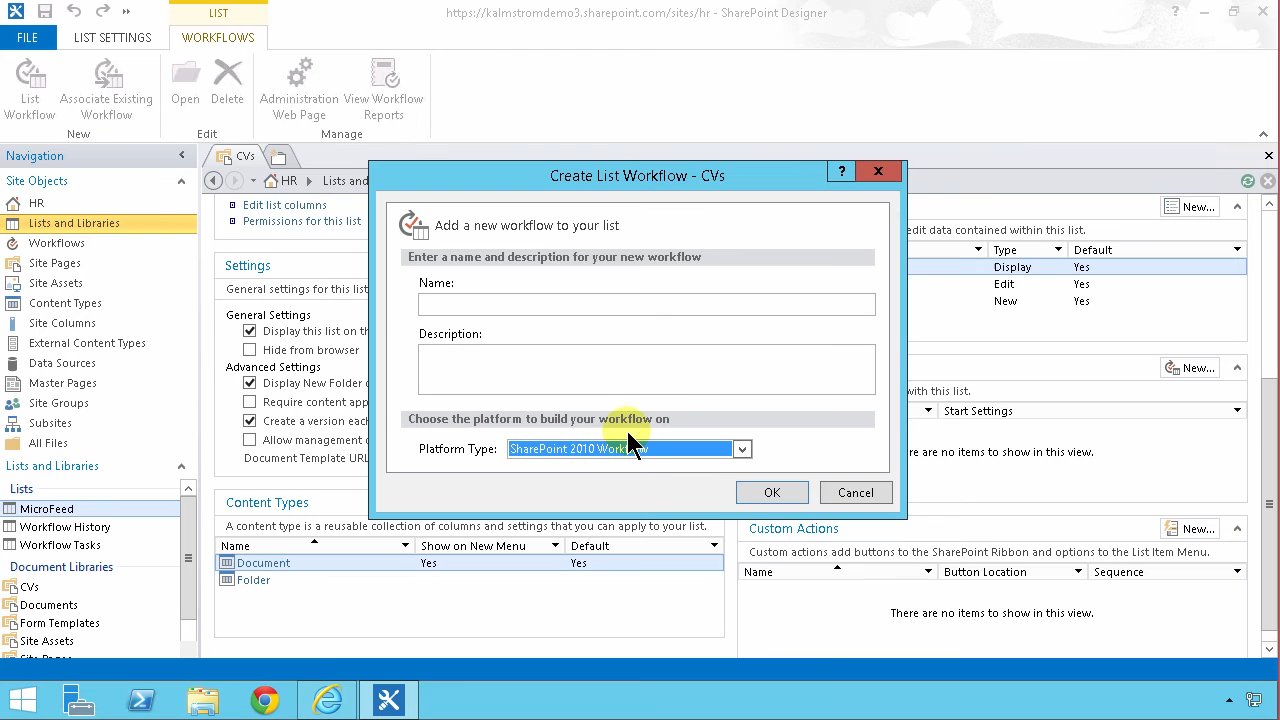 LIST
https://kalmstromdemo3.sharepoint.com/sites/hr - SharePoint Designer
?
FILE
LIST SETTINGS
WORKFLOWS
List Workflow
Associate Existing Workflow
Open
Delete
Administration Web Page
View Workflow Reports
New
Edit
Manage
Navigation
CVs
Site Objects
HR
Lists and
HR
Lists and Libraries
Workflows
Site Pages
Site Assets
Content Types
Site Columns
External Content Types
Data Sources
Master Pages
Site Groups
Subsites
All Files
Lists and Libraries
Lists
MicroFeed
Workflow History
Workflow Tasks
Document Libraries
CVs
Documents
Form Templates
Site Assets
Edit list columns
Permissions for this list
Settings
General settings for this list
General Settings
Display this list on th
Hide from browser
Advanced Settings
Display New Folder
Require content app
Create a version each
Allow management
Document Template URL
Content Types
A content type is a reusable collection of columns and settings that you can apply to your list.
Name
Show on New Menu
Default
Document
Yes
Yes
Folder
Create List Workflow - CVs
?
Add a new workflow to your list
Enter a name and description for your new workflow
Name:
Description:
Choose the platform to build your workflow on
Platform Type:
SharePoint 2010 Workflow
OK
Cancel
New...
edit data contained within this list.
Type
Default
Display
Yes
Edit
Yes
New
Yes
New...
with this list.
Start Settings
e no items to show in this view.
Custom Actions
New...
Custom actions add buttons to the SharePoint Ribbon and options to the List Item Menu.
Name
Button Location
Sequence
There are no items to show in this view.